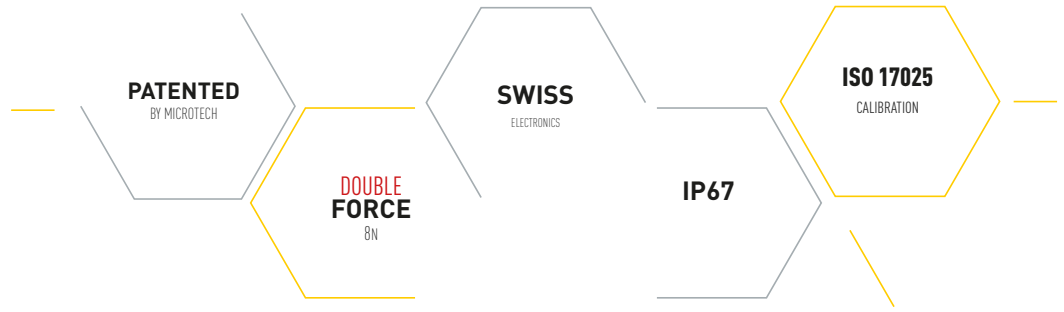 PATENTED
BY MICROTECH
DOUBLE
FORCE
8N
SWISS
ELECTRONICS
IP67
ISO 17025
CALIBRATION